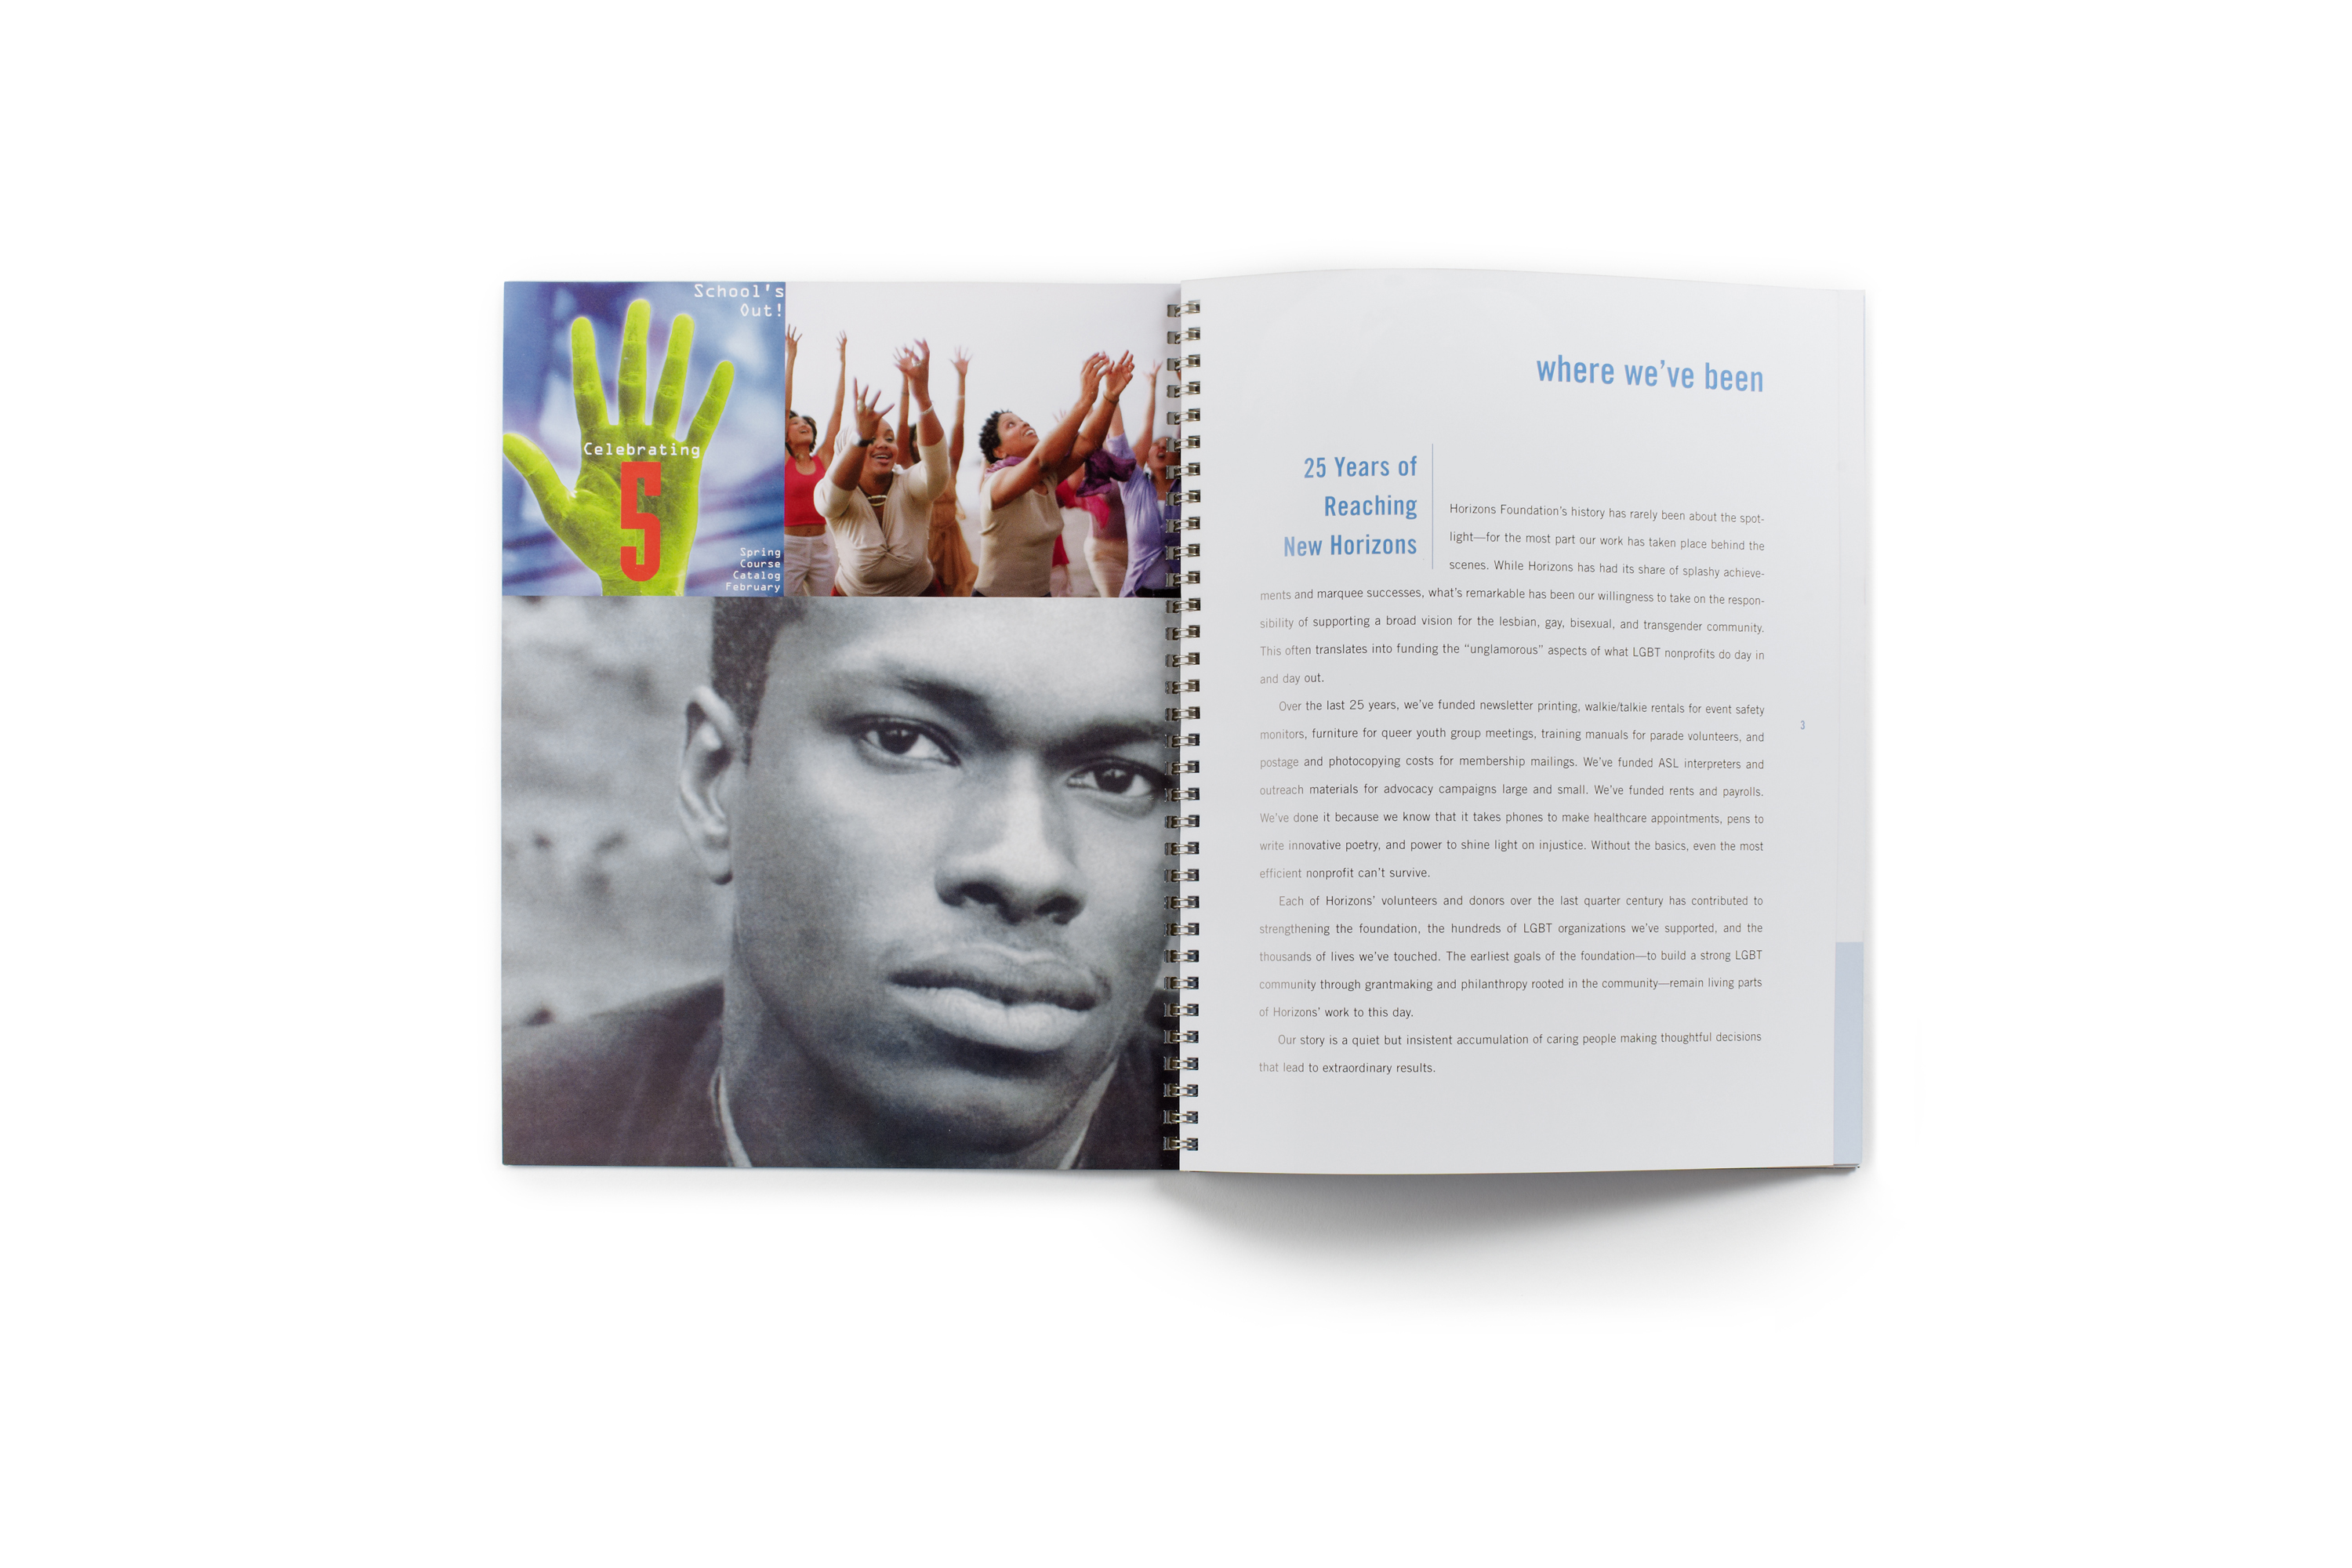 School's
Out!
Celebrating
5
Spring
Course
Catalog
February
where we’ve been
25 Years of
Reaching
New Horizons
Horizons Foundation’s history has rarely been about the spot-
light—for the most part our work has taken place behind the
scenes. While Horizons has had its share of splashy achieve-
ments and marquee successes, what’s remarkable has been our willingness to take on the respon-
sibility of supporting a broad vision for the lesbian, gay, bisexual, and transgender community.
This often translates into funding the “unglamorous” aspects of what LGBT nonprofits do day in
and day out.
Over the last 25 years, we’ve funded newsletter printing, walkie/talkie rentals for event safety
monitors, furniture for queer youth group meetings, training manuals for parade volunteers, and
postage and photocopying costs for membership mailings. We’ve funded ASL interpreters and
outreach materials for advocacy campaigns large and small. We’ve funded rents and payrolls.
We’ve done it because we know that it takes phones to make healthcare appointments, pens to
write innovative poetry, and power to shine light on injustice. Without the basics, even the most
efficient nonprofit can’t survive.
Each of Horizons’ volunteers and donors over the last quarter century has contributed to
strengthening the foundation, the hundreds of LGBT organizations we’ve supported, and the
thousands of lives we’ve touched. The earliest goals of the foundation—to build a strong LGBT
community through grantmaking and philanthropy rooted in the community—remain living parts
of Horizons’ work to this day.
Our story is a quiet but insistent accumulation of caring people making thoughtful decisions
that lead to extraordinary results.
3